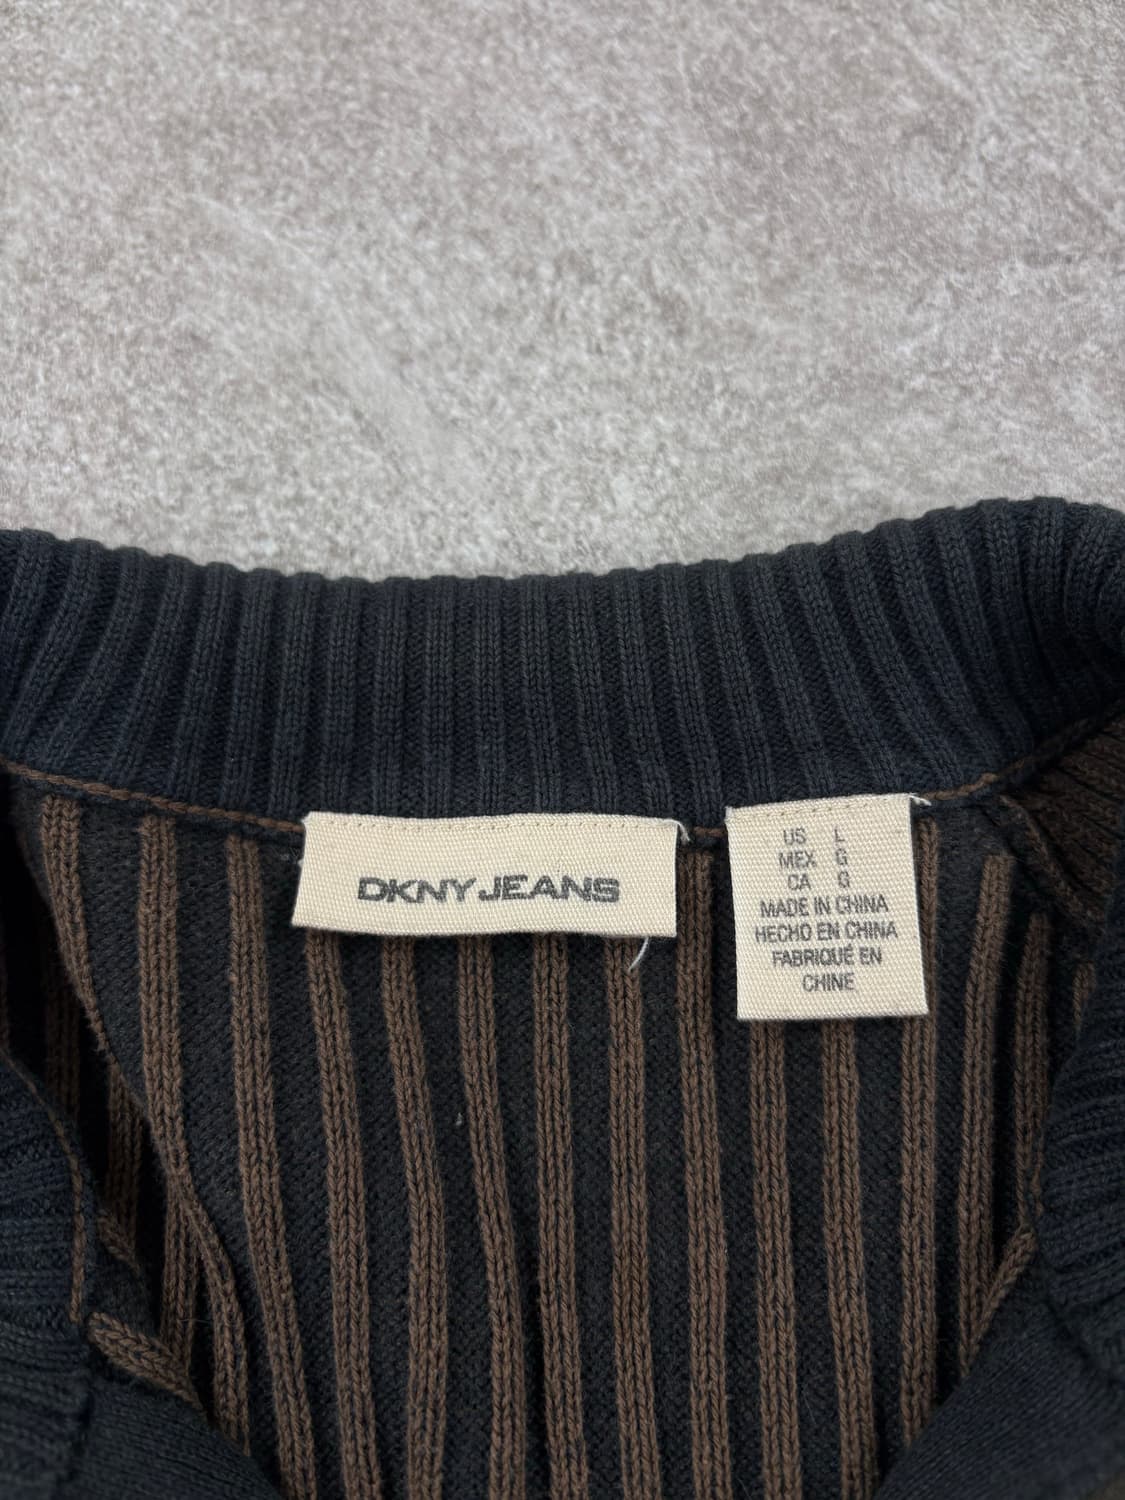 DKNY JEANS
US L
MEX G
CA G
MADE IN CHINA
HECHO EN CHINA
FABRIQUÉ EN
CHINE